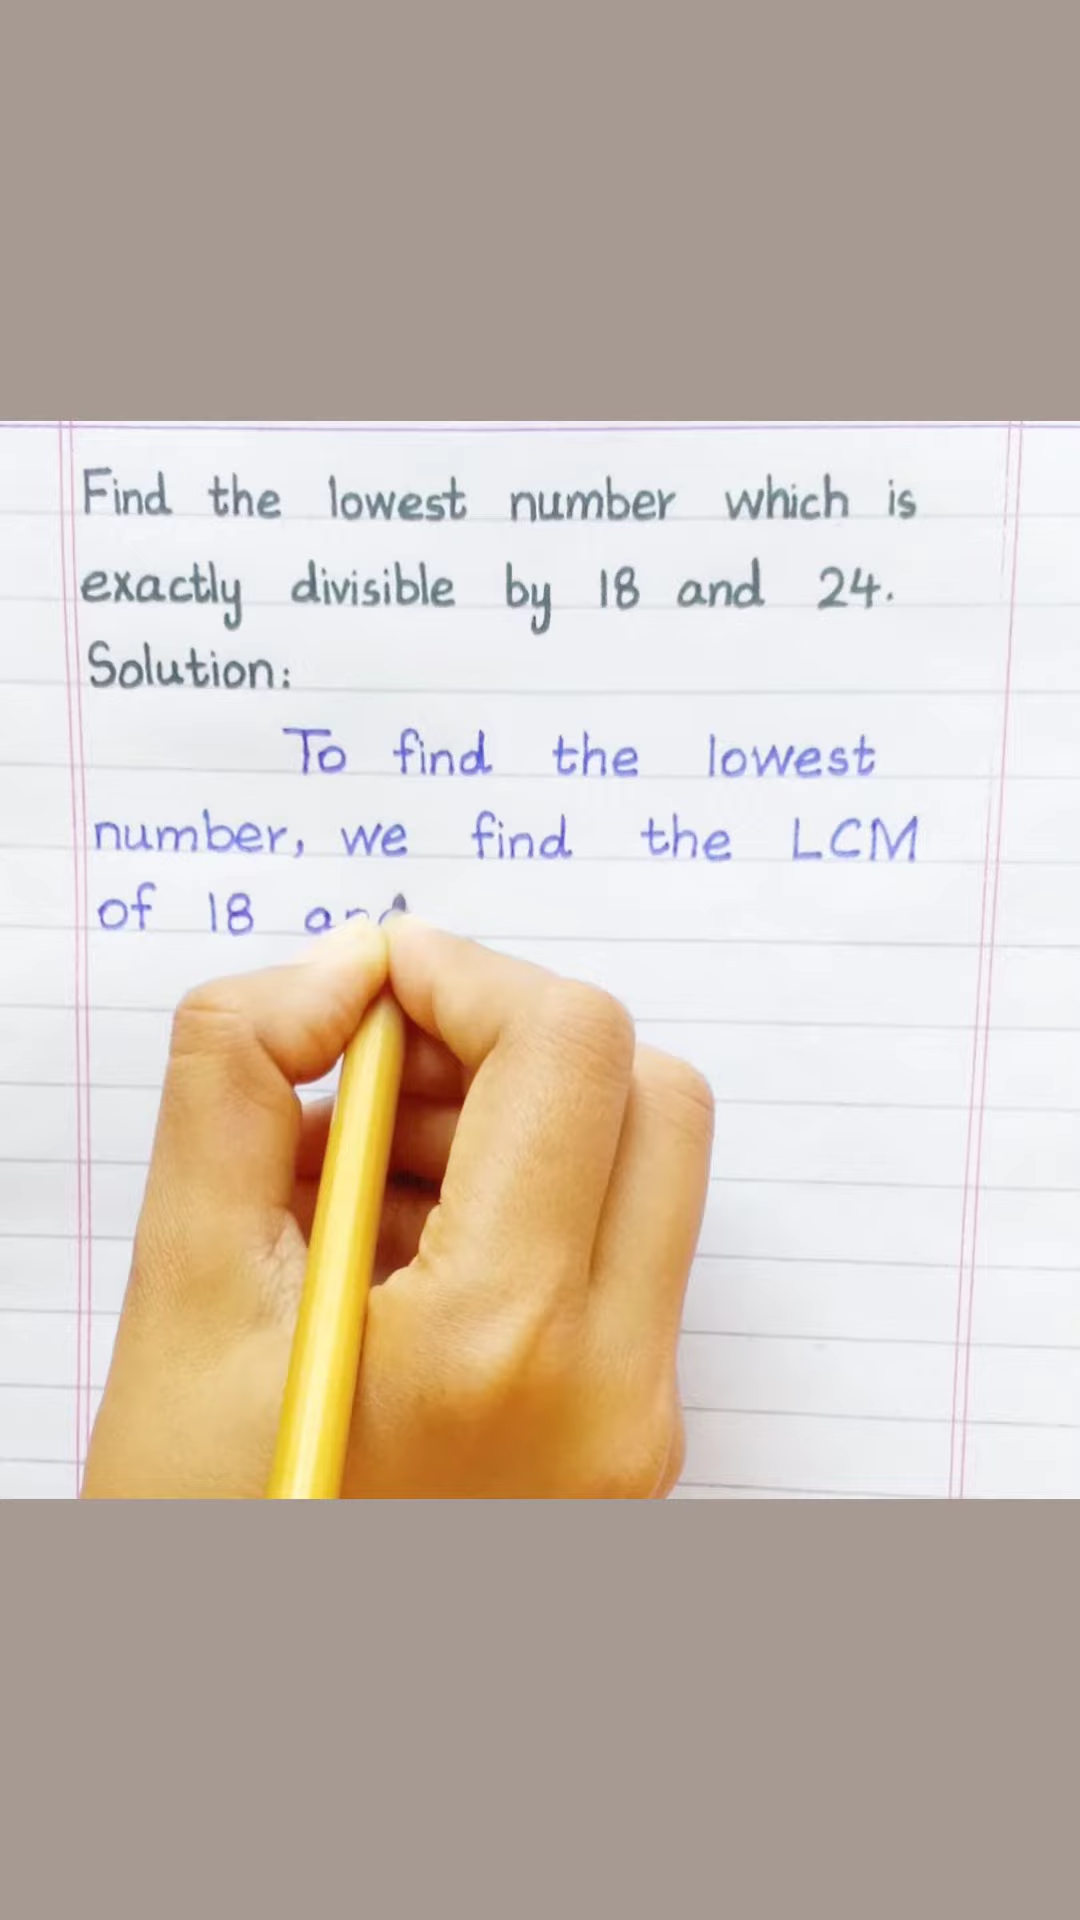 Find the lowest number which is
exactly divisible by 18 and 24.
Solution:
To find the lowest
number, we find the LCM
of 18 and